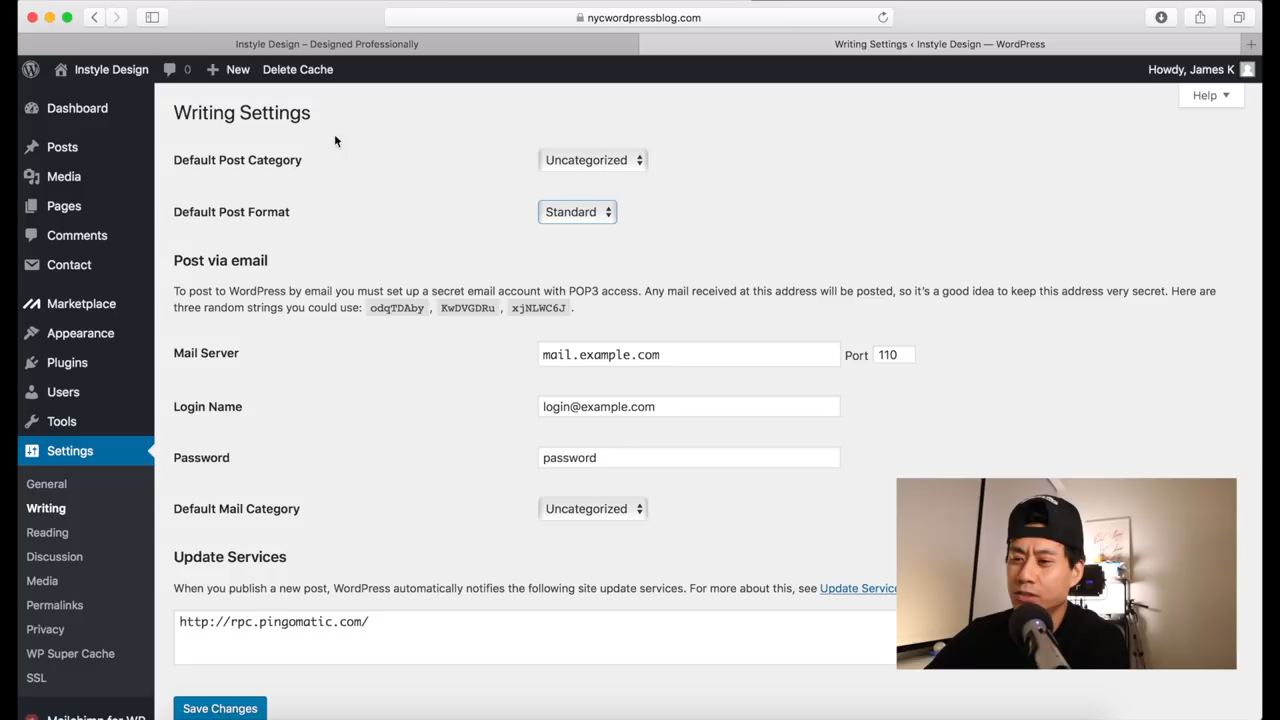 nycwordpressblog.com
Instyle Design – Designed Professionally
Writing Settings ‹ Instyle Design — WordPress
Instyle Design 0 New Delete Cache Howdy, James K
Help
Dashboard
Posts
Media
Pages
Comments
Contact
Marketplace
Appearance
Plugins
Users
Tools
Settings
General
Writing
Reading
Discussion
Media
Permalinks
Privacy
WP Super Cache
SSL
Mailchimp for WP
Writing Settings
Default Post Category Uncategorized
Default Post Format Standard
Post via email
To post to WordPress by email you must set up a secret email account with POP3 access. Any mail received at this address will be posted, so it's a good idea to keep this address very secret. Here are
three random strings you could use: odqTDAby , KwDVGDRu , xjNLWC6J .
Mail Server mail.example.com Port 110
Login Name login@example.com
Password password
Default Mail Category Uncategorized
Update Services
When you publish a new post, WordPress automatically notifies the following site update services. For more about this, see Update Servic
http://rpc.pingomatic.com/
Save Changes